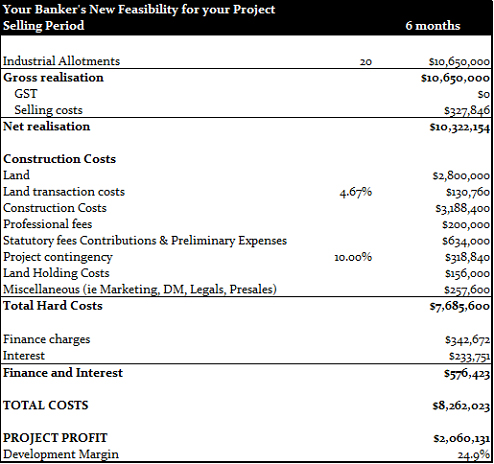 Your Banker's New Feasibility for your Project
Selling Period 6 months
Industrial Allotments 20 $10,650,000
Gross realisation $10,650,000
GST $0
Selling costs $327,846
Net realisation $10,322,154
Construction Costs
Land $2,800,000
Land transaction costs 4.67% $130,760
Construction Costs $3,188,400
Professional fees $200,000
Statutory fees Contributions & Preliminary Expenses $634,000
Project contingency 10.00% $318,840
Land Holding Costs $156,000
Miscellaneous (ie Marketing, DM, Legals, Presales) $257,600
Total Hard Costs $7,685,600
Finance charges $342,672
Interest $233,751
Finance and Interest $576,423
TOTAL COSTS $8,262,023
PROJECT PROFIT $2,060,131
Development Margin 24.9%